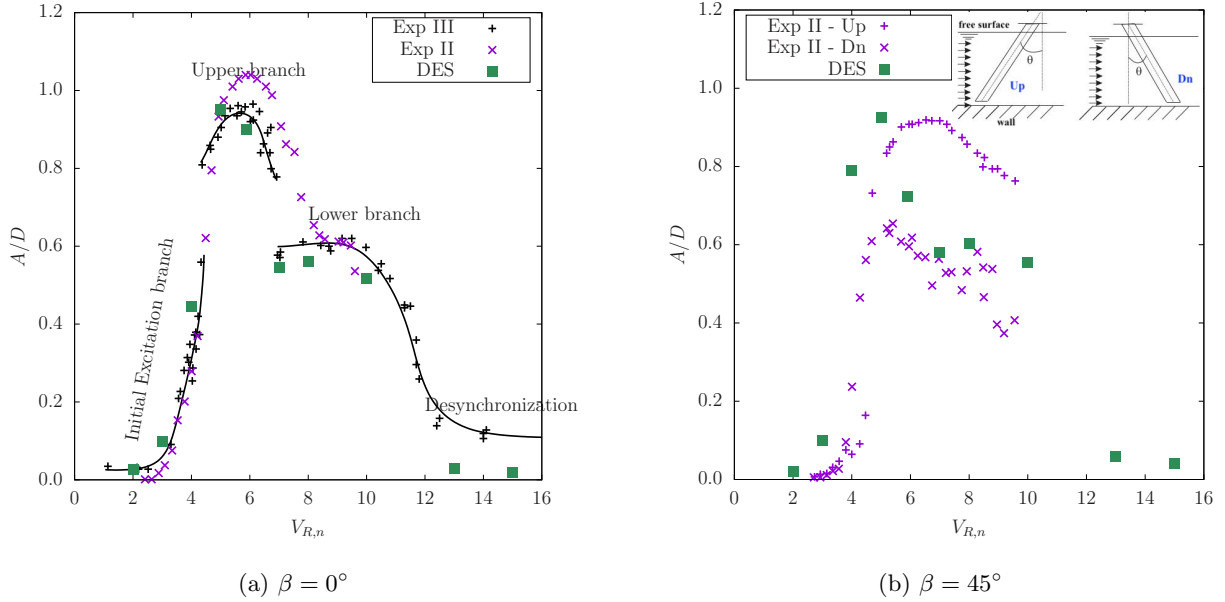 1.2
1.0
0.8
0.6
0.4
0.2
0.0
A/D
0 2 4 6 8 10 12 14 16
V_{R,n}
Exp III
Exp II
DES
Upper branch
Lower branch
Initial Excitation branch
Desynchronization
(a) β = 0°
1.2
1.0
0.8
0.6
0.4
0.2
0.0
A/D
0 2 4 6 8 10 12 14 16
V_{R,n}
Exp II - Up
Exp II - Dn
DES
free surface
θ
Up
wall
θ
Dn
(b) β = 45°